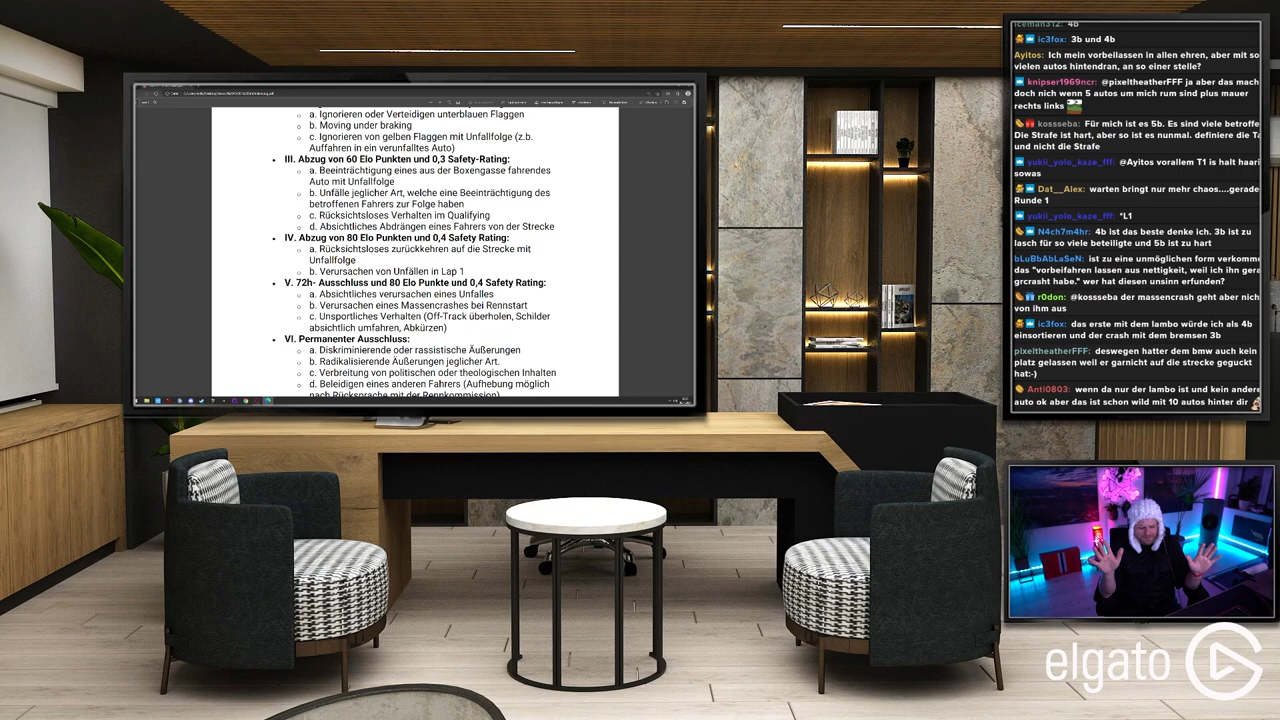 a. Ignorieren oder Verteidigen unterblauen Flaggen
b. Moving under braking
c. Ignorieren von gelben Flaggen mit Unfallfolge (z.b.
Auffahren in ein verunfalltes Auto)
III. Abzug von 60 Elo Punkten und 0,3 Safety-Rating:
a. Beeinträchtigung eines aus der Boxengasse fahrendes
Auto mit Unfallfolge
b. Unfälle jeglicher Art, welche eine Beeinträchtigung des
betroffenen Fahrers zur Folge haben
c. Rücksichtsloses Verhalten im Qualifying
d. Absichtliches Abdrängen eines Fahrers von der Strecke
IV. Abzug von 80 Elo Punkten und 0,4 Safety Rating:
a. Rücksichtsloses zurückkehren auf die Strecke mit
Unfallfolge
b. Verursachen von Unfällen in Lap 1
V. 72h- Ausschluss und 80 Elo Punkte und 0,4 Safety Rating:
a. Absichtliches verursachen eines Unfalles
b. Verursachen eines Massencrashes bei Rennstart
c. Unsportliches Verhalten (Off-Track überholen, Schilder
absichtlich umfahren, Abkürzen)
VI. Permanenter Ausschluss:
a. Diskriminierende oder rassistische Äußerungen
b. Radikalisierende Äußerungen jeglicher Art.
c. Verbreitung von politischen oder theologischen Inhalten
d. Beleidigen eines anderen Fahrers (Aufhebung möglich
nach Rücksprache mit der Rennkommission)
iceman312: 4b
ic3fox: 3b und 4b
Ayitos: Ich mein vorbeilassen in allen ehren, aber mit so
vielen autos hintendran, an so einer stelle?
knipser1969ncr: @pixeltheatherFFF ja aber das mach
doch nich wenn 5 autos um mich rum sind plus mauer
rechts links
kossseba: Für mich ist es 5b. Es sind viele betroffe
Die Strafe ist hart, aber so ist es nunmal. definiere die Ta
und nicht die Strafe
yukii_yolo_kaze_fff: @Ayitos vorallem T1 is halt haari
sowas
Dat__Alex: warten bringt nur mehr chaos....gerade
Runde 1
yukii_yolo_kaze_fff: *L1
N4ch7m4hr: 4b ist das beste denke ich. 3b ist zu
lasch für so viele beteiligte und 5b ist zu hart
bLuBbAbLaSeN: ist zu eine unmöglichen form verkomme
das "vorbeifahren lassen aus nettigkeit, weil ich ihn gera
grcrasht habe." wer hat diesen unsinn erfunden?
r0don: @kossseba der massencrash geht aber nich
von ihm aus
ic3fox: das erste mit dem lambo würde ich als 4b
einsortieren und der crash mit dem bremsen 3b
pixeltheatherFFF: deswegen hatter dem bmw auch kein
platz gelassen weil er garnicht auf die strecke geguckt
hat:-)
Anti0803: wenn da nur der lambo ist und kein andere
auto ok aber das ist schon wild mit 10 autos hinter dir
elgato